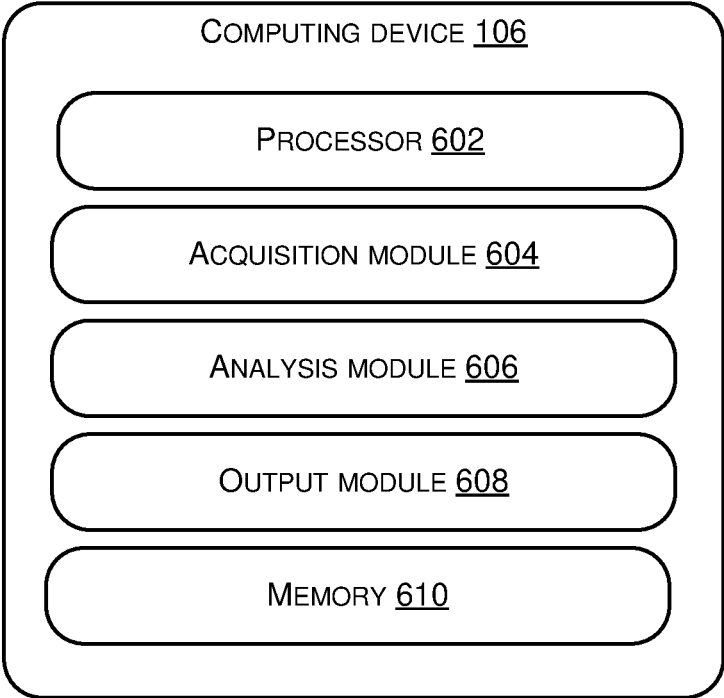 COMPUTING DEVICE 106
PROCESSOR 602
ACQUISITION MODULE 604
ANALYSIS MODULE 606
OUTPUT MODULE 608
MEMORY 610